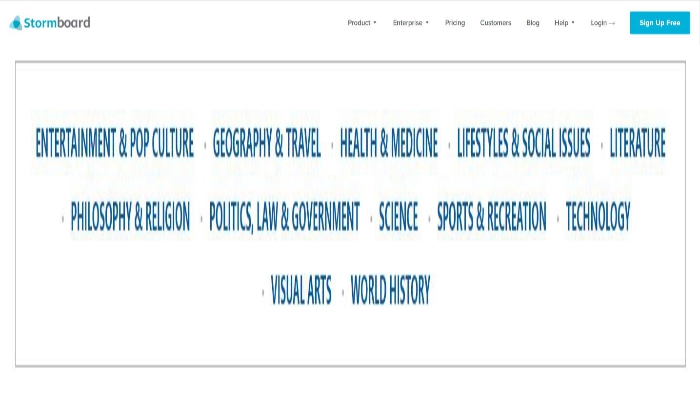 Stormboard Product Enterprise Pricing Customers Blog Help Login → Sign Up Free
ENTERTAINMENT & POP CULTURE · GEOGRAPHY & TRAVEL · HEALTH & MEDICINE · LIFESTYLES & SOCIAL ISSUES · LITERATURE
· PHILOSOPHY & RELIGION · POLITICS, LAW & GOVERNMENT · SCIENCE · SPORTS & RECREATION · TECHNOLOGY
· VISUAL ARTS · WORLD HISTORY